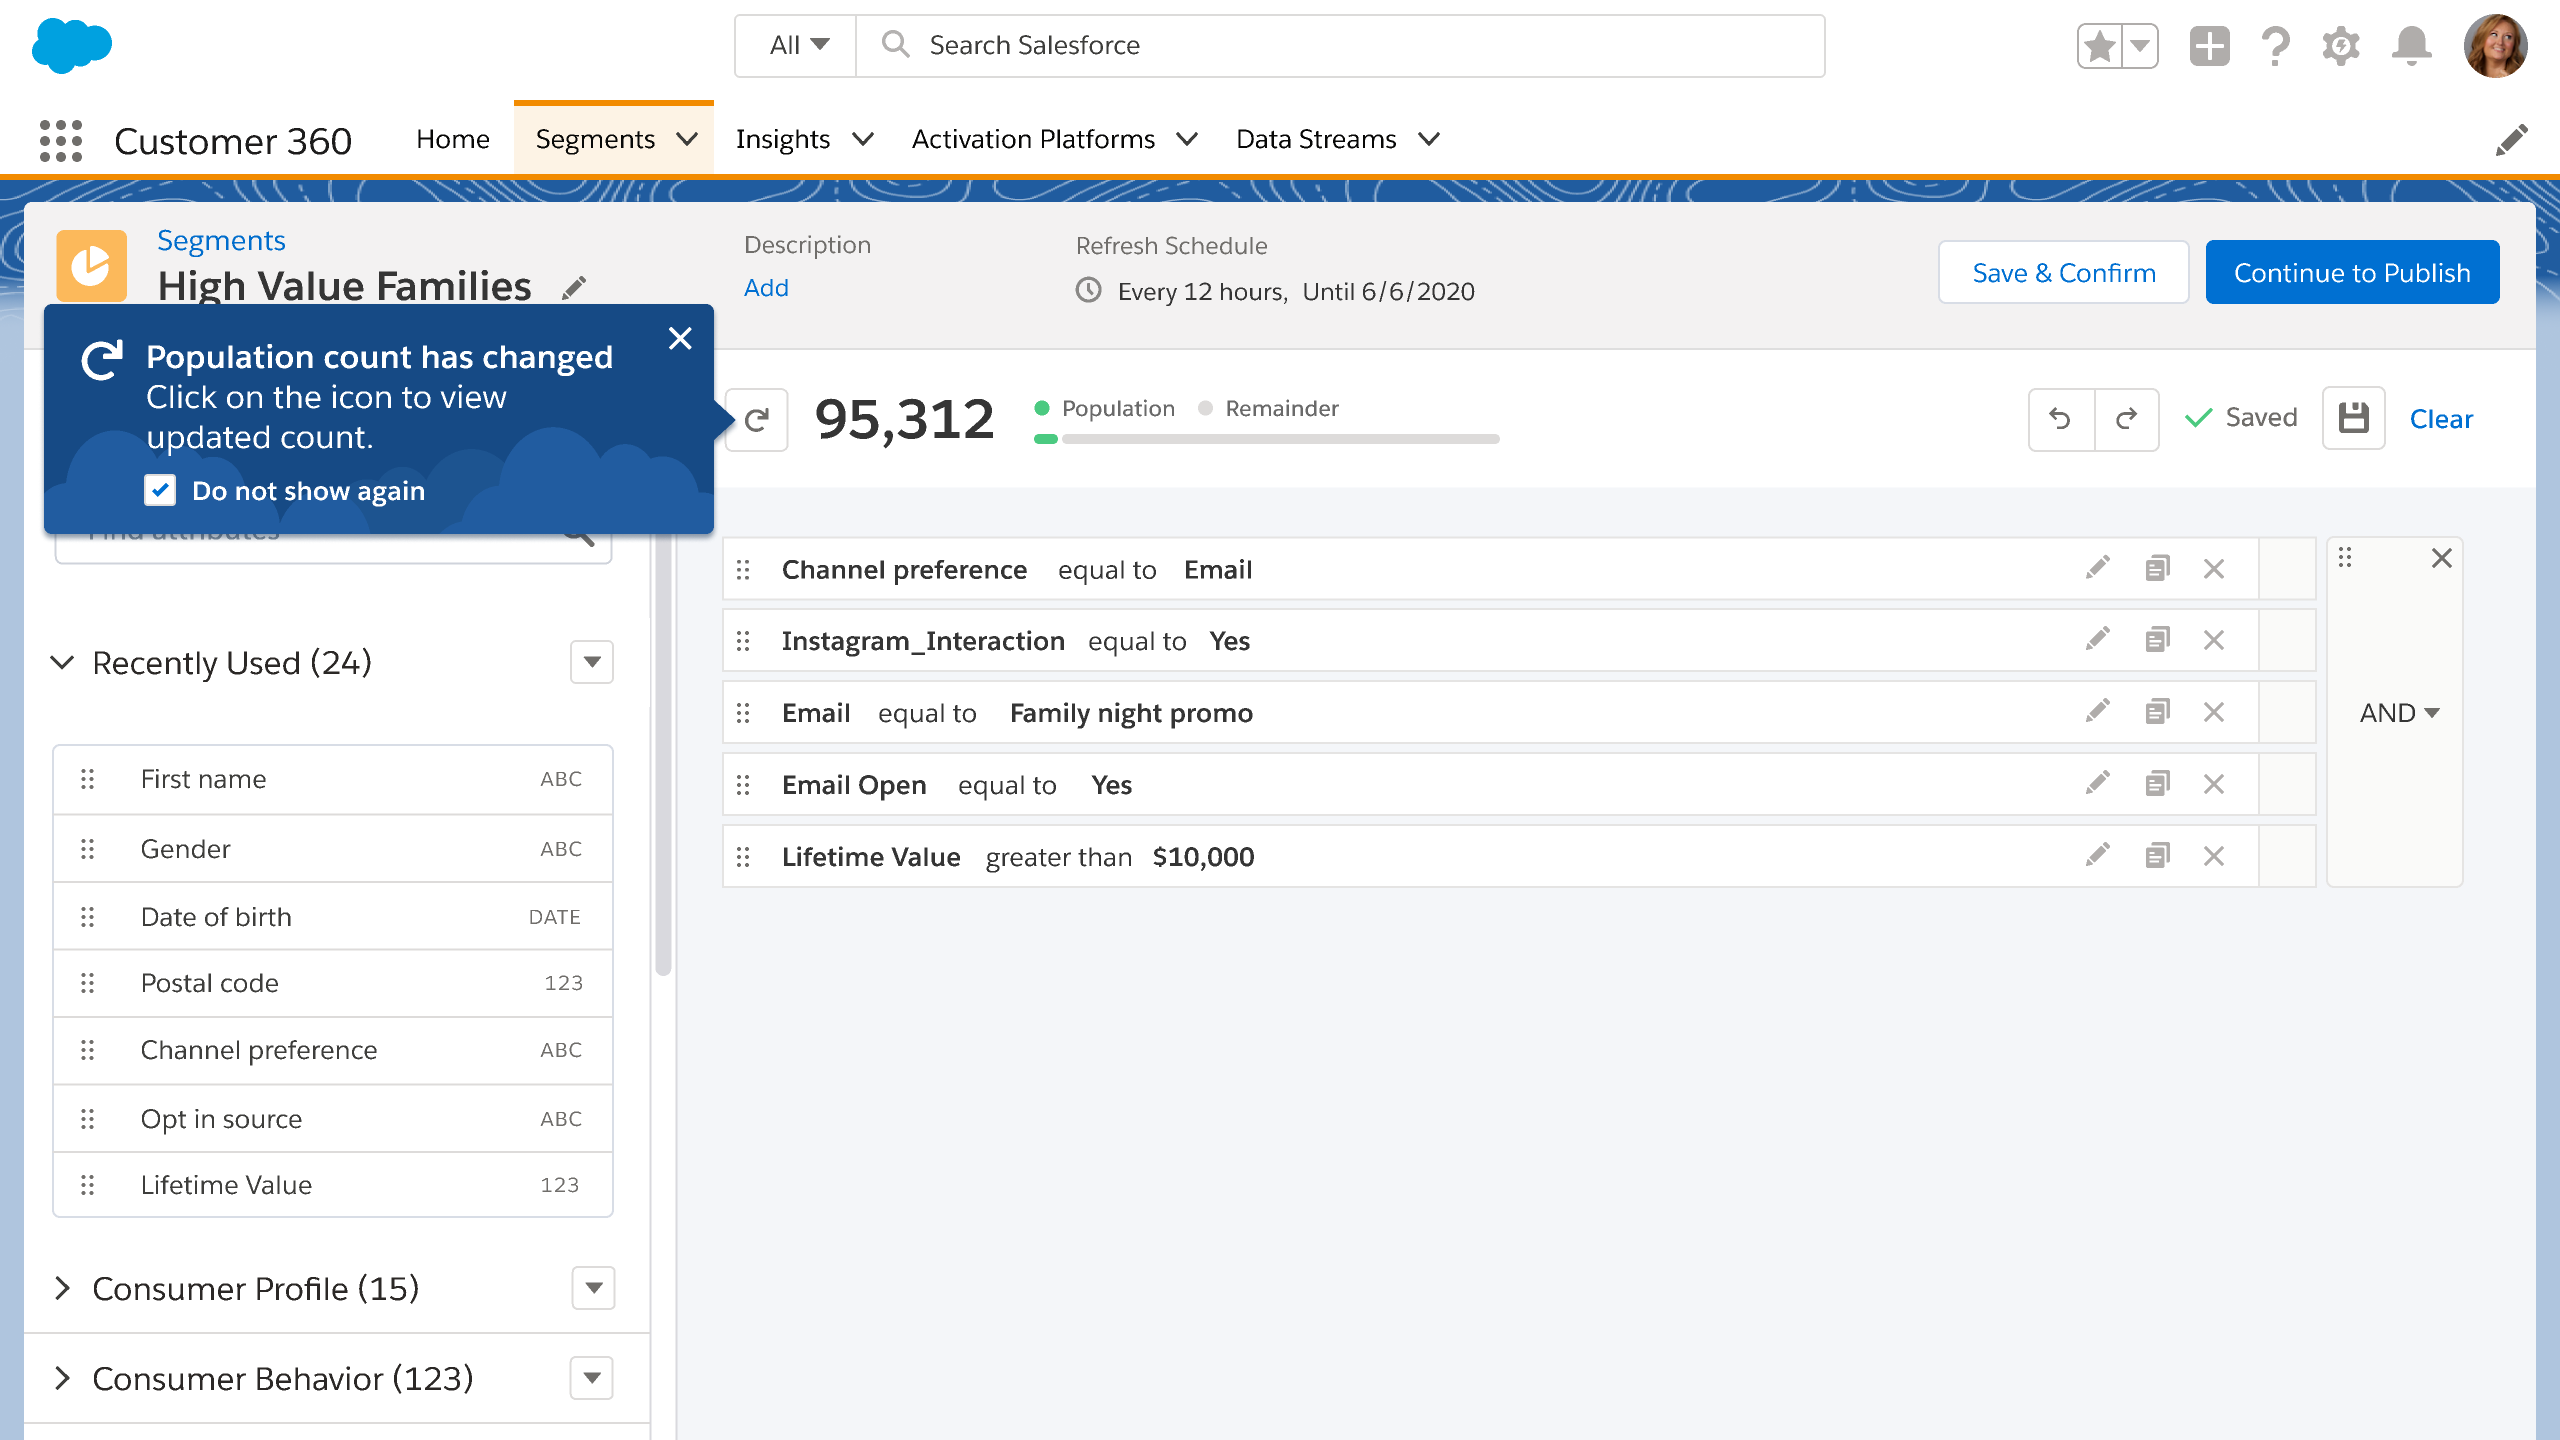 All
Search Salesforce
Customer 360
Home
Segments
Insights
Activation Platforms
Data Streams
Segments
High Value Families
Description
Add
Refresh Schedule
Every 12 hours, Until 6/6/2020
Save & Confirm
Continue to Publish
Population count has changed
Click on the icon to view
updated count.
Do not show again
95,312
Population
Remainder
Saved
Clear
Find attributes
Recently Used (24)
First name ABC
Gender ABC
Date of birth DATE
Postal code 123
Channel preference ABC
Opt in source ABC
Lifetime Value 123
Consumer Profile (15)
Consumer Behavior (123)
Channel preference equal to Email
Instagram_Interaction equal to Yes
Email equal to Family night promo
Email Open equal to Yes
Lifetime Value greater than $10,000
AND